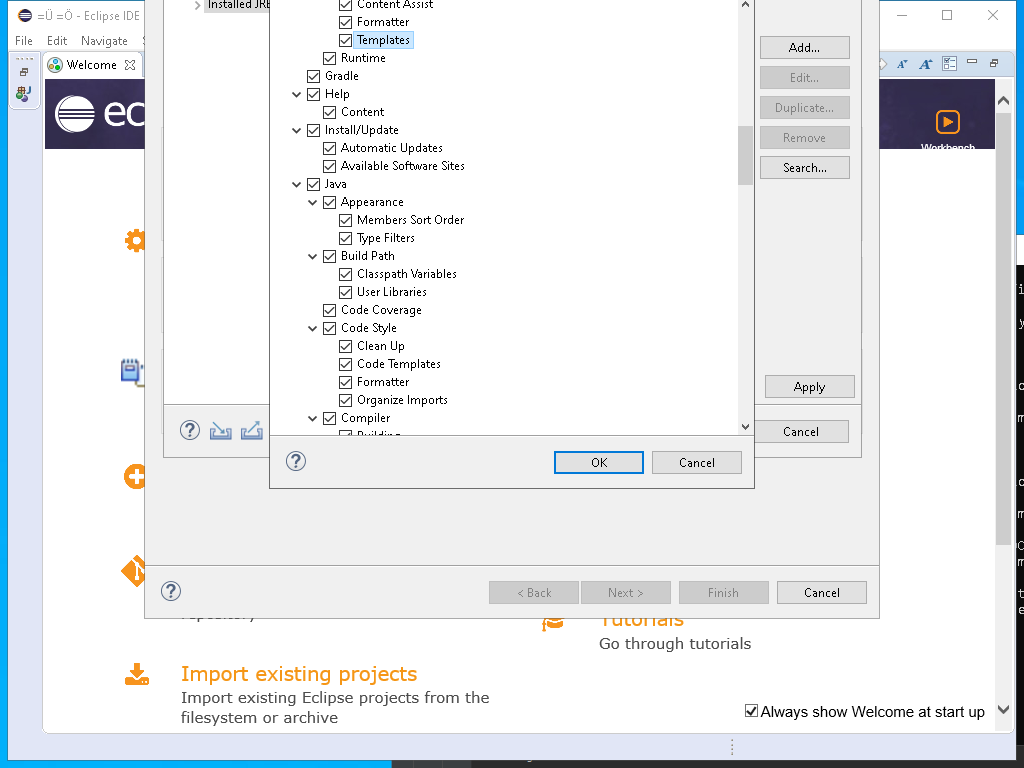 =Ü =Ö - Eclipse IDE
File Edit Navigate
Welcome
ec
Workbench
Installed JRE
Content Assist
Formatter
Templates
Runtime
Gradle
Help
Content
Install/Update
Automatic Updates
Available Software Sites
Java
Appearance
Members Sort Order
Type Filters
Build Path
Classpath Variables
User Libraries
Code Coverage
Code Style
Clean Up
Code Templates
Formatter
Organize Imports
Compiler
Building
Add...
Edit...
Duplicate...
Remove
Search...
Apply
Cancel
OK Cancel
< Back Next > Finish Cancel
repository
Tutorials
Go through tutorials
Import existing projects
Import existing Eclipse projects from the
filesystem or archive
Always show Welcome at start up